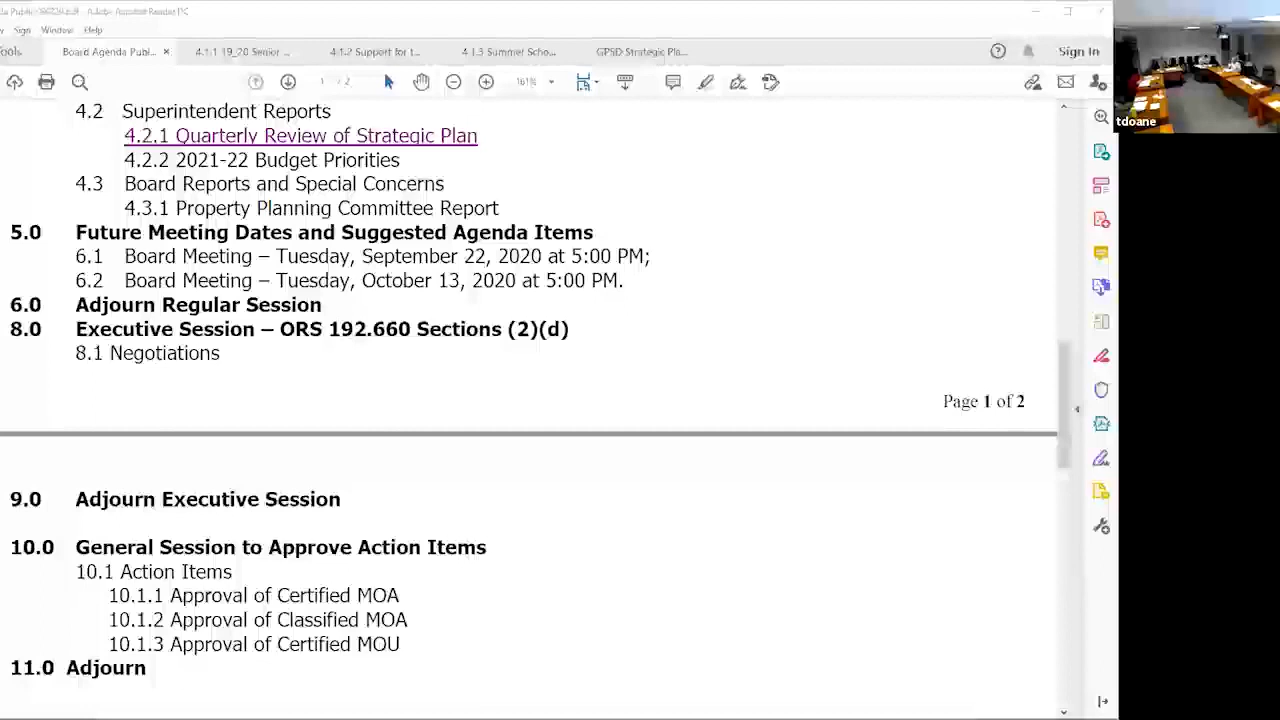 Sign Window Help
Tools
Board Agenda Publ... × 4.1.1 19_20 Senior ... 4.1.2 Support for t... 4.1.3 Summer Scho... GPSD Strategic Pla...
Sign In
1 / 2
161%
tdoane
4.2 Superintendent Reports
4.2.1 Quarterly Review of Strategic Plan
4.2.2 2021-22 Budget Priorities
4.3 Board Reports and Special Concerns
4.3.1 Property Planning Committee Report
5.0 Future Meeting Dates and Suggested Agenda Items
6.1 Board Meeting – Tuesday, September 22, 2020 at 5:00 PM;
6.2 Board Meeting – Tuesday, October 13, 2020 at 5:00 PM.
6.0 Adjourn Regular Session
8.0 Executive Session – ORS 192.660 Sections (2)(d)
8.1 Negotiations
Page 1 of 2
9.0 Adjourn Executive Session
10.0 General Session to Approve Action Items
10.1 Action Items
10.1.1 Approval of Certified MOA
10.1.2 Approval of Classified MOA
10.1.3 Approval of Certified MOU
11.0 Adjourn